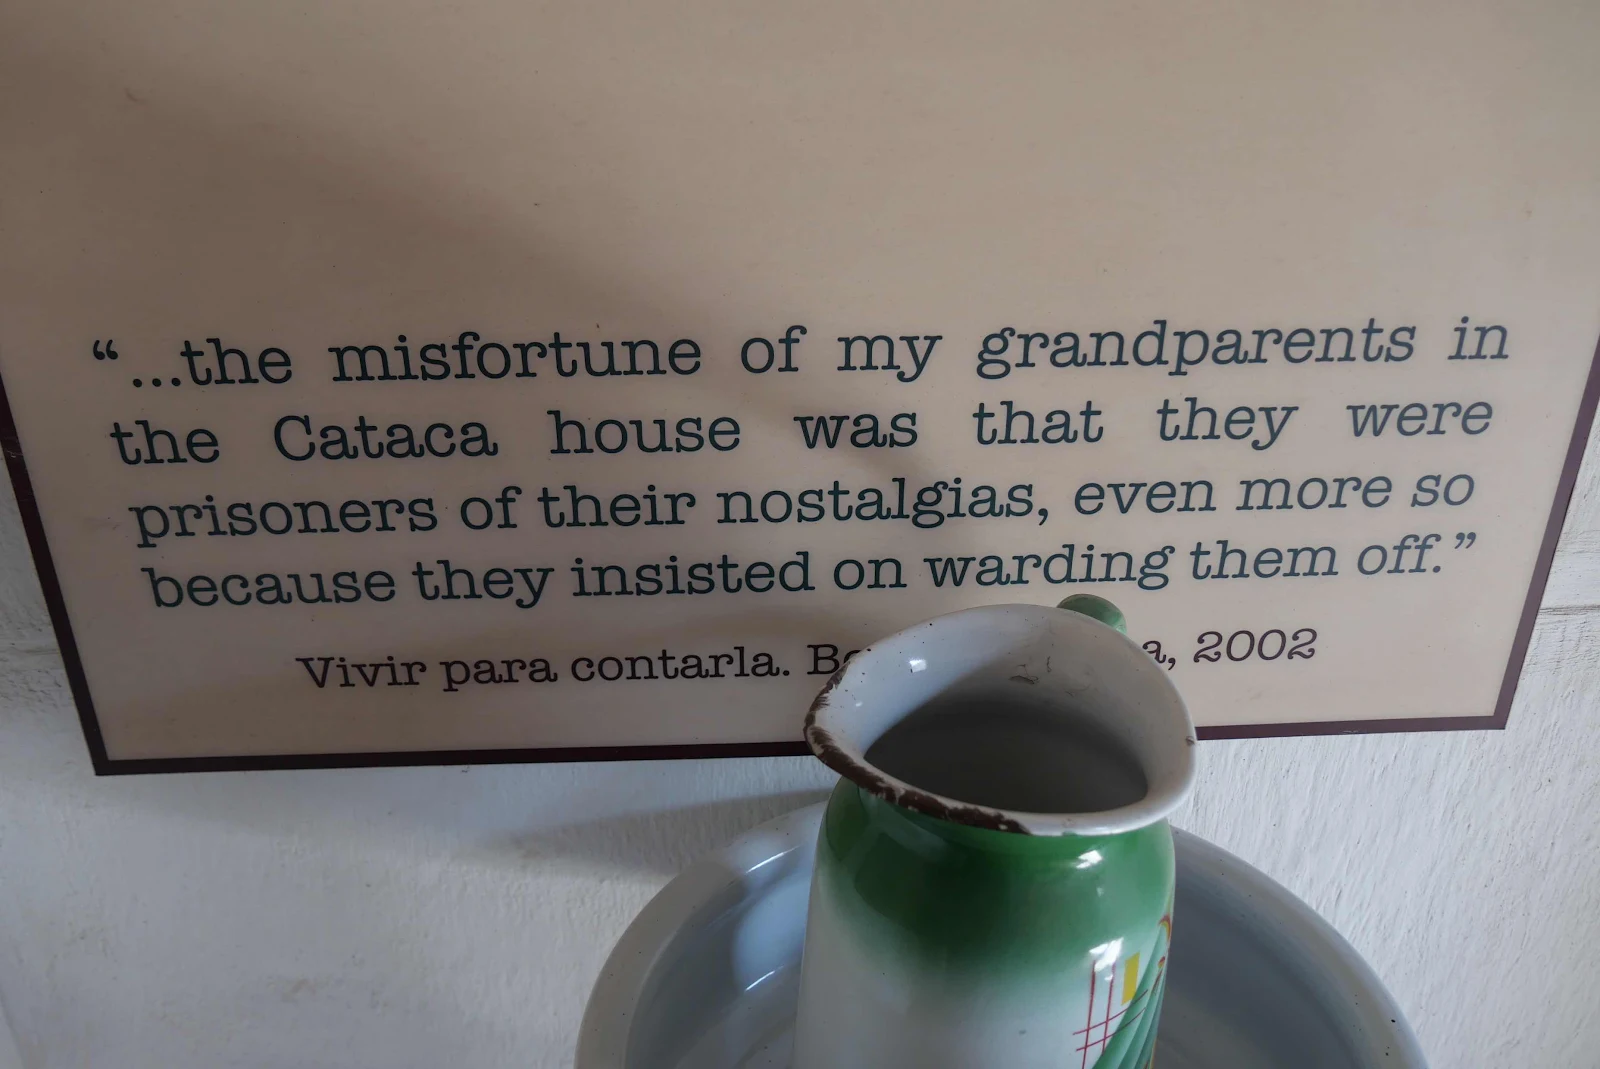 “...the misfortune of my grandparents in
the Cataca house was that they were
prisoners of their nostalgias, even more so
because they insisted on warding them off.”
Vivir para contarla. 2002